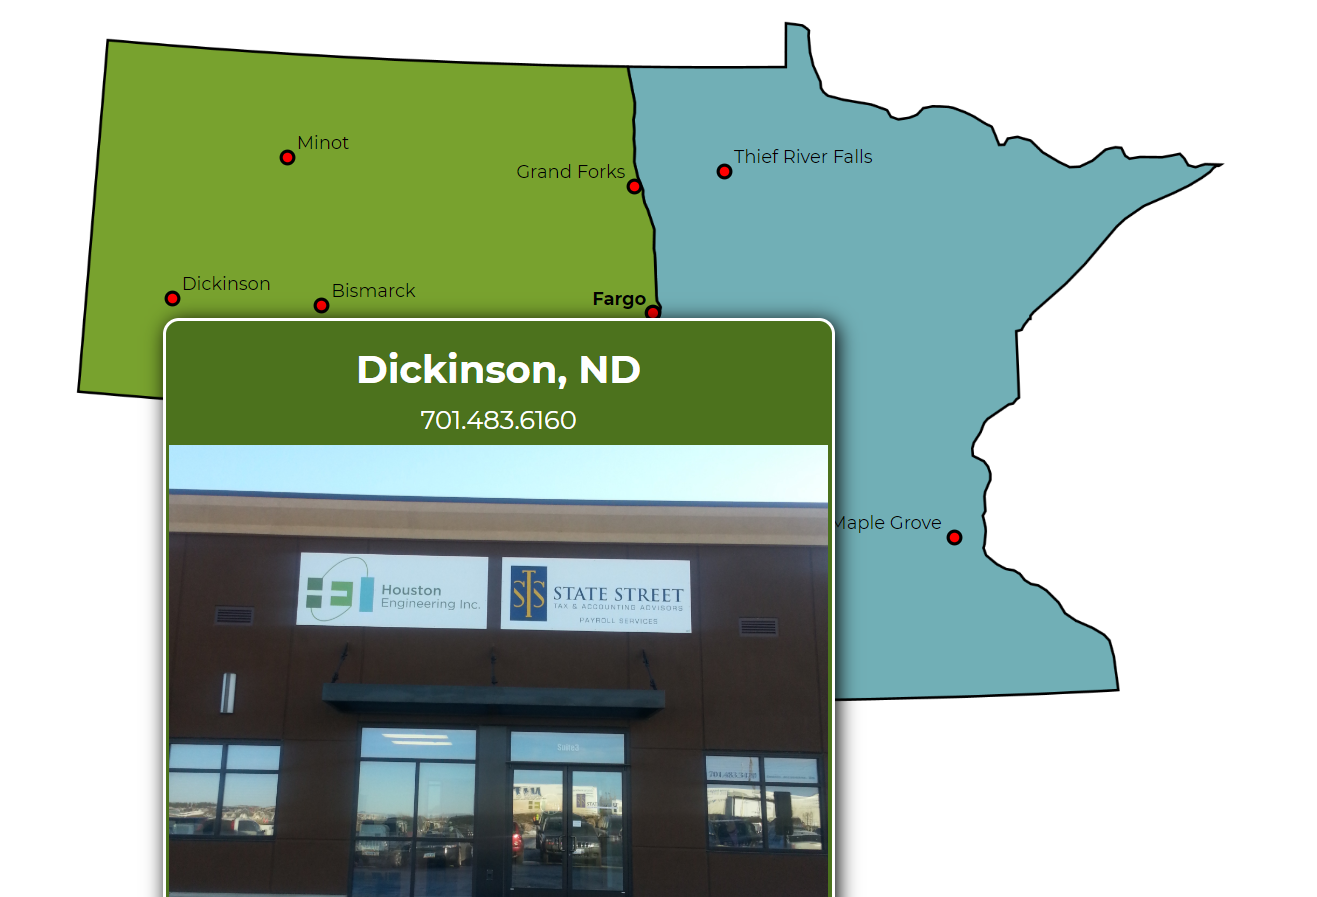 Minot
Thief River Falls
Grand Forks
Dickinson
Bismarck
Fargo
Dickinson, ND
701.483.6160
Maple Grove
Houston
Engineering Inc.
STS
STATE STREET
TAX & ACCOUNTING ADVISORS
PAYROLL SERVICES